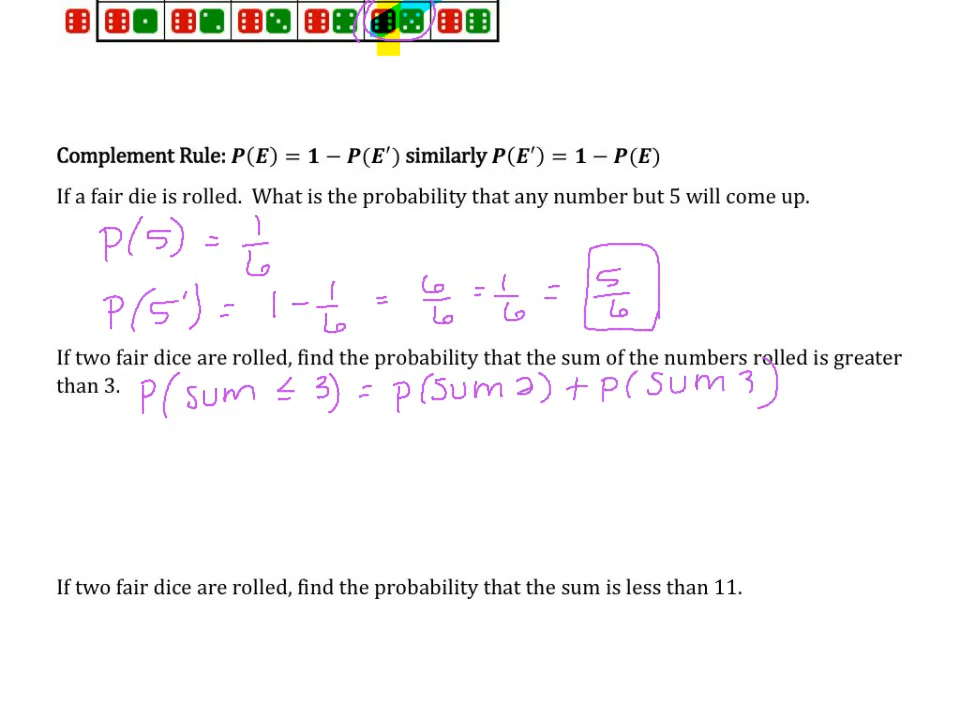 Complement Rule: P(E) = 1 − P(E′) similarly P(E′) = 1 − P(E)
If a fair die is rolled. What is the probability that any number but 5 will come up.
P(5) = 1/6
P(5') = 1 - 1/6 = 6/6 = 1/6 = 5/6
If two fair dice are rolled, find the probability that the sum of the numbers rolled is greater
than 3. P(sum ≤ 3) = P(sum 2) + P(sum 3)
If two fair dice are rolled, find the probability that the sum is less than 11.